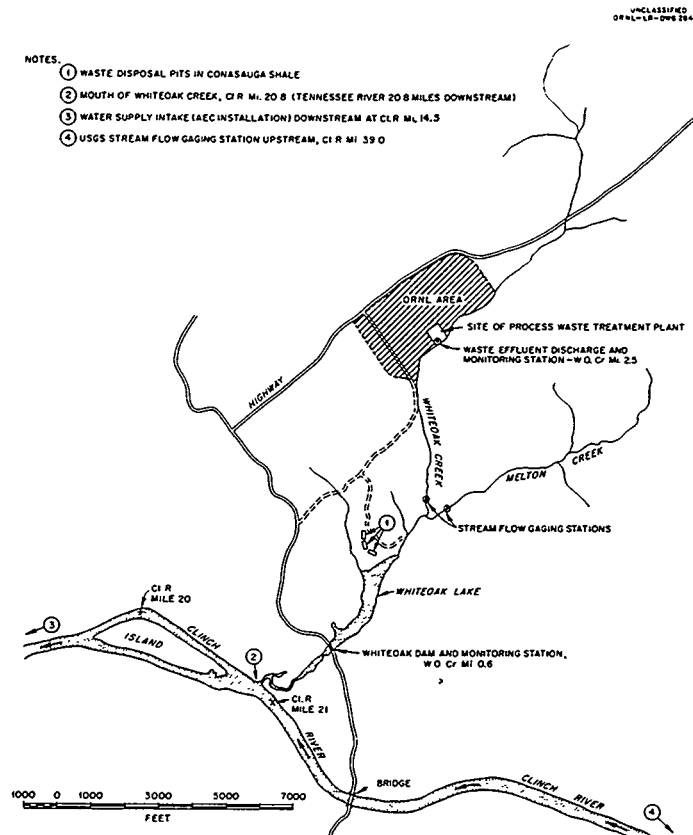 UNCLASSIFIED
ORNL-LR-DWG 284
NOTES.
1 WASTE DISPOSAL PITS IN CONASAUGA SHALE
2 MOUTH OF WHITEOAK CREEK, CI R Mi. 20 8 (TENNESSEE RIVER 20 8 MILES DOWNSTREAM)
3 WATER SUPPLY INTAKE (AEC INSTALLATION) DOWNSTREAM AT CI.R Mi, 14.5
4 USGS STREAM FLOW GAGING STATION UPSTREAM, CI R Mi 39 0
ORNL AREA
SITE OF PROCESS WASTE TREATMENT PLANT
WASTE EFFLUENT DISCHARGE AND
MONITORING STATION - W.O. Cr Mi. 2.5
HIGHWAY
WHITEOAK CREEK
MELTON CREEK
1
STREAM FLOW GAGING STATIONS
CI R
MILE 20
WHITEOAK LAKE
3
ISLAND
CLINCH
2
WHITEOAK DAM AND MONITORING STATION,
W O Cr Mi 0.6
CI.R
MILE 21
RIVER
BRIDGE
CLINCH RIVER
4
1000 0 1000 3000 5000 7000
FEET